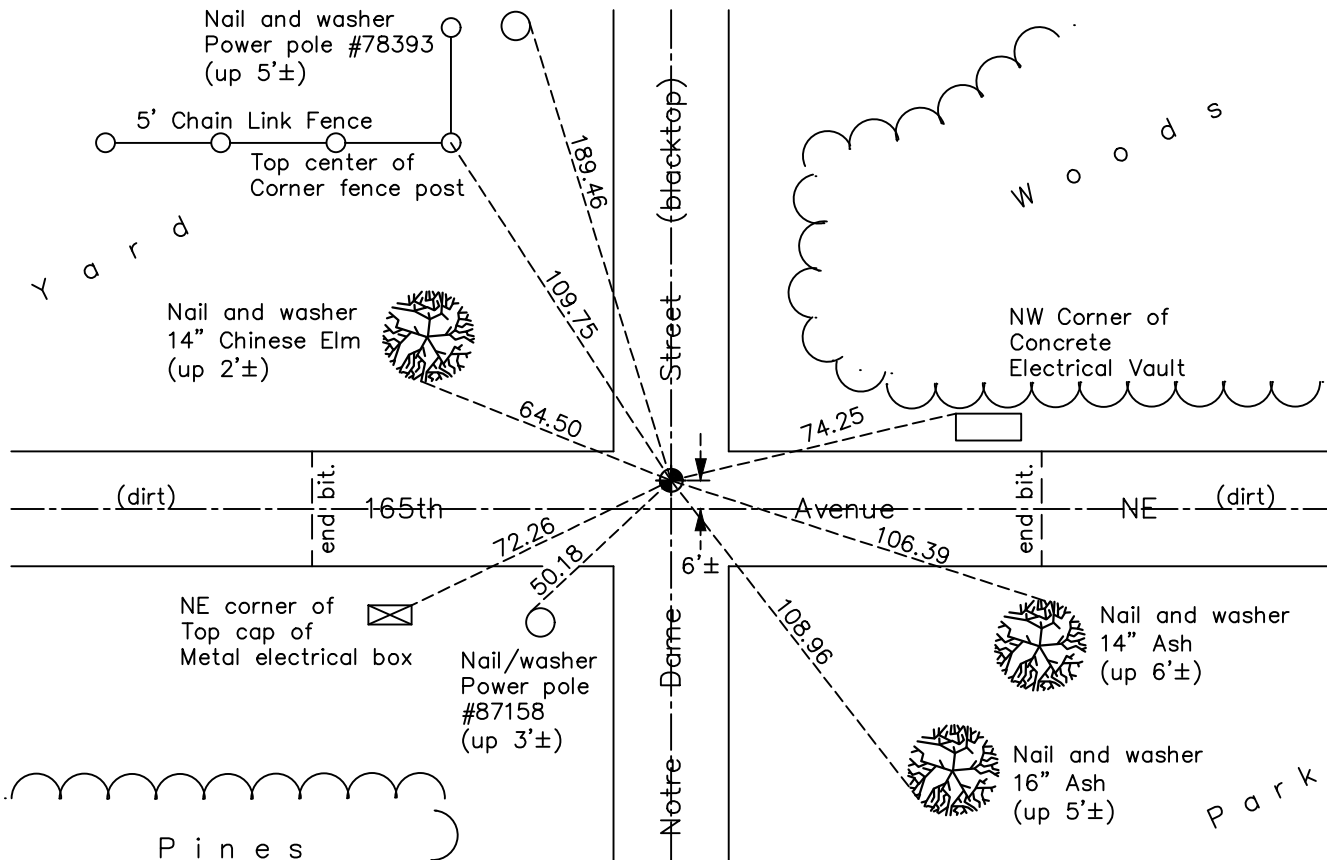 Nail and washer
Power pole #78393
(up 5'±)
5' Chain Link Fence
Top center of
Corner fence post
Yard
189.46
109.75
Notre Dame Street (blacktop)
Woods
Nail and washer
14" Chinese Elm
(up 2'±)
NW Corner of
Concrete
Electrical Vault
64.50
74.25
(dirt)
end bit.
165th Avenue NE
end bit.
(dirt)
72.26
50.18
6'±
106.39
108.96
NE corner of
Top cap of
Metal electrical box
Nail/washer
Power pole
#87158
(up 3'±)
Nail and washer
14" Ash
(up 6'±)
Nail and washer
16" Ash
(up 5'±)
Park
Pines